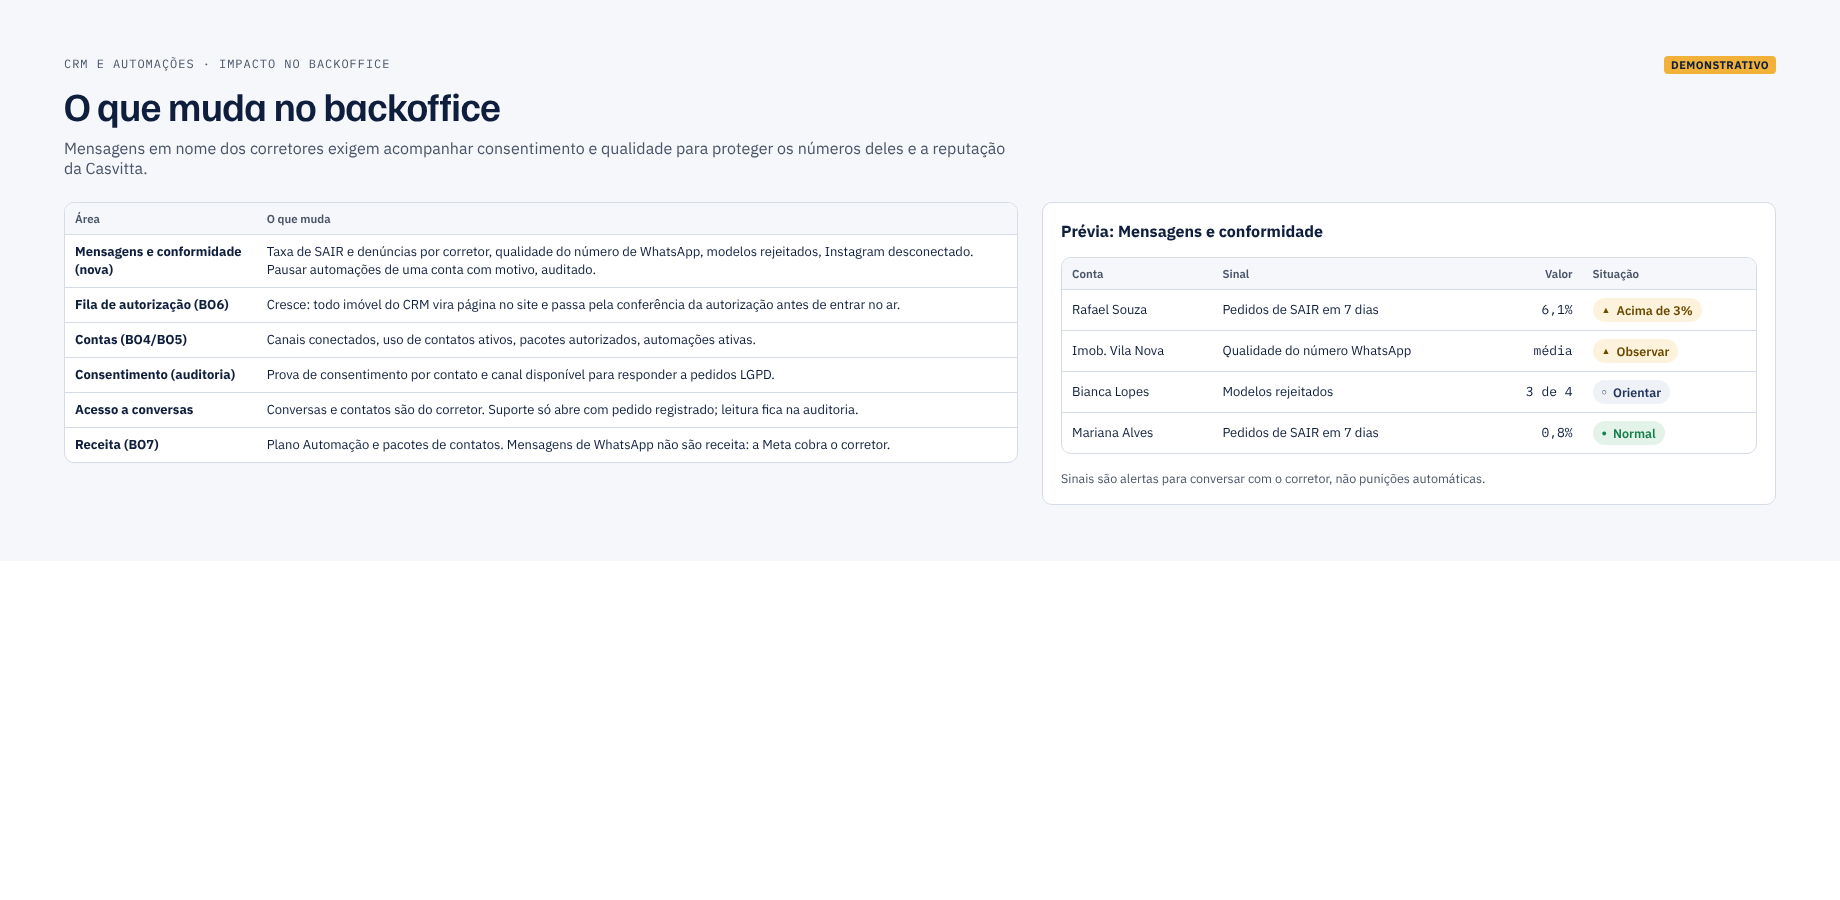 CRM E AUTOMAÇÕES · IMPACTO NO BACKOFFICE
DEMONSTRATIVO
O que muda no backoffice
Mensagens em nome dos corretores exigem acompanhar consentimento e qualidade para proteger os números deles e a reputação
da Casvitta.
Área O que muda
Mensagens e conformidade (nova) Taxa de SAIR e denúncias por corretor, qualidade do número de WhatsApp, modelos rejeitados, Instagram desconectado.
Pausar automações de uma conta com motivo, auditado.
Fila de autorização (BO6) Cresce: todo imóvel do CRM vira página no site e passa pela conferência da autorização antes de entrar no ar.
Contas (BO4/BO5) Canais conectados, uso de contatos ativos, pacotes autorizados, automações ativas.
Consentimento (auditoria) Prova de consentimento por contato e canal disponível para responder a pedidos LGPD.
Acesso a conversas Conversas e contatos são do corretor. Suporte só abre com pedido registrado; leitura fica na auditoria.
Receita (BO7) Plano Automação e pacotes de contatos. Mensagens de WhatsApp não são receita: a Meta cobra o corretor.
Prévia: Mensagens e conformidade
Conta Sinal Valor Situação
Rafael Souza Pedidos de SAIR em 7 dias 6,1% ▲ Acima de 3%
Imob. Vila Nova Qualidade do número WhatsApp média ▲ Observar
Bianca Lopes Modelos rejeitados 3 de 4 ○ Orientar
Mariana Alves Pedidos de SAIR em 7 dias 0,8% ● Normal
Sinais são alertas para conversar com o corretor, não punições automáticas.